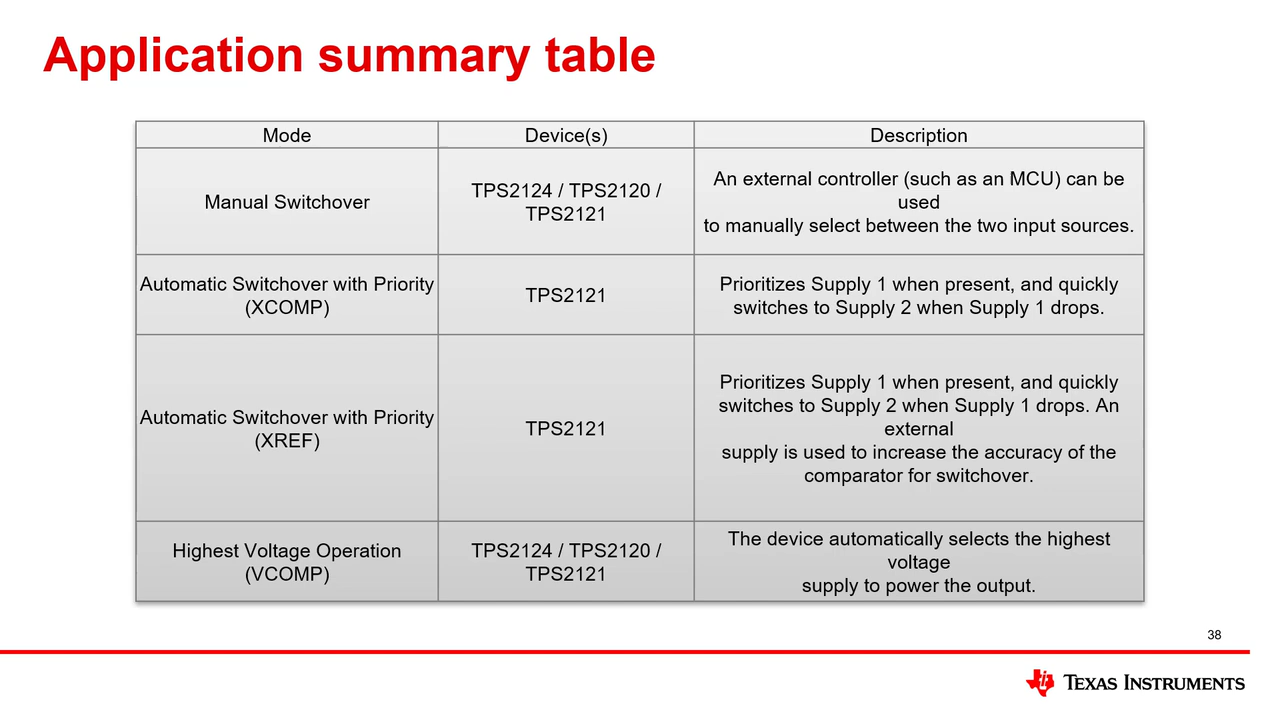 Application summary table
Mode
Device(s)
Description
Manual Switchover
TPS2124 / TPS2120 /
TPS2121
An external controller (such as an MCU) can be
used
to manually select between the two input sources.
Automatic Switchover with Priority
(XCOMP)
TPS2121
Prioritizes Supply 1 when present, and quickly
switches to Supply 2 when Supply 1 drops.
Automatic Switchover with Priority
(XREF)
TPS2121
Prioritizes Supply 1 when present, and quickly
switches to Supply 2 when Supply 1 drops. An
external
supply is used to increase the accuracy of the
comparator for switchover.
Highest Voltage Operation
(VCOMP)
TPS2124 / TPS2120 /
TPS2121
The device automatically selects the highest
voltage
supply to power the output.
38
TEXAS INSTRUMENTS